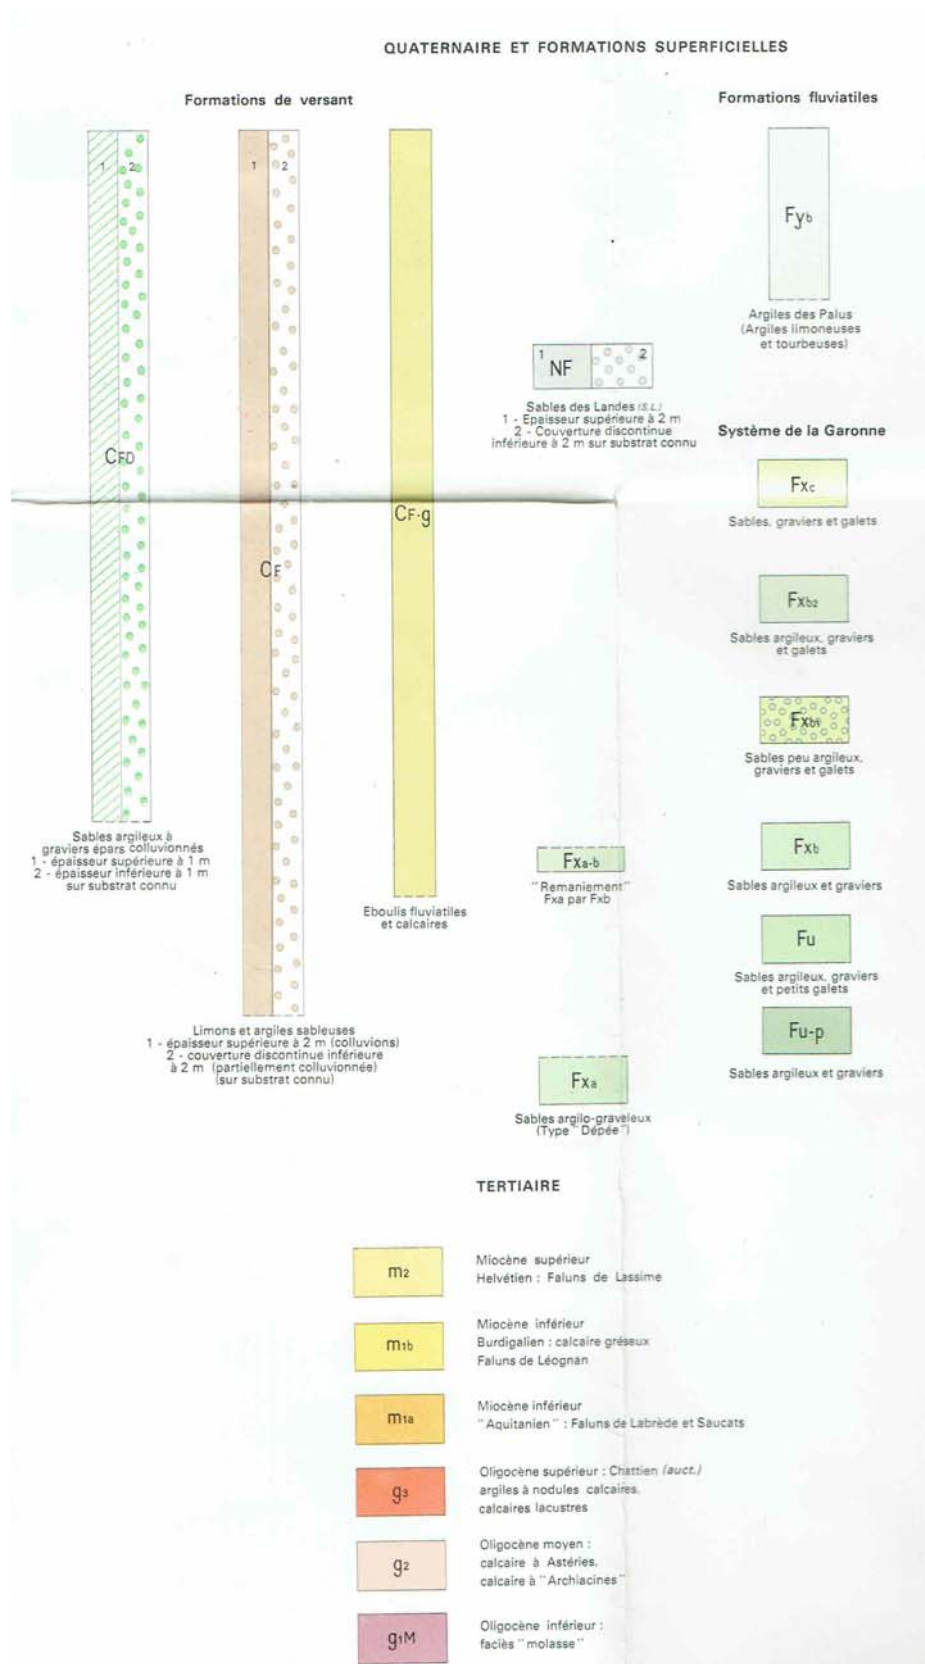 QUATERNAIRE ET FORMATIONS SUPERFICIELLES
Formations de versant
1
2
CFD
Sables argileux à
graviers épars colluvionnés
1 - épaisseur supérieure à 1 m
2 - épaisseur inférieure à 1 m
sur substrat connu
1
2
CF
Limons et argiles sableuses
1 - épaisseur supérieure à 2 m (colluvions)
2 - couverture discontinue inférieure
à 2 m (partiellement colluvionnée)
(sur substrat connu)
CF-g
Eboulis fluviatiles
et calcaires
1
NF
2
Sables des Landes (S.L.)
1 - Epaisseur supérieure à 2 m
2 - Couverture discontinue
inférieure à 2 m sur substrat connu
Fxa-b
"Remaniement"
Fxa par Fxb
Fxa
Sables argilo-graveleux
(Type "Dépée")
Formations fluviatiles
Fyb
Argiles des Palus
(Argiles limoneuses
et tourbeuses)
Système de la Garonne
Fxc
Sables, graviers et galets
Fxb2
Sables argileux, graviers
et galets
Fxb1
Sables peu argileux,
graviers et galets
Fxb
Sables argileux et graviers
Fu
Sables argileux, graviers
et petits galets
Fu-p
Sables argileux et graviers
TERTIAIRE
m2
Miocène supérieur
Helvétien : Faluns de Lassime
m1b
Miocène inférieur
Burdigalien : calcaire gréseux
Faluns de Léognan
m1a
Miocène inférieur
"Aquitanien" : Faluns de Labrède et Saucats
g3
Oligocène supérieur : Chattien (auct.)
argiles à nodules calcaires,
calcaires lacustres
g2
Oligocène moyen :
calcaire à Astéries,
calcaire à "Archiacines"
g1M
Oligocène inférieur :
faciès "molasse"